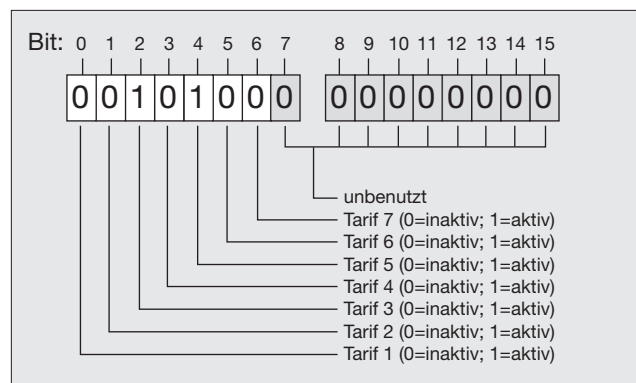 Bit: 0 1 2 3 4 5 6 7 8 9 10 11 12 13 14 15
0 0 1 0 1 0 0 0 0 0 0 0 0 0 0 0
unbenutzt
Tarif 7 (0=inaktiv; 1=aktiv)
Tarif 6 (0=inaktiv; 1=aktiv)
Tarif 5 (0=inaktiv; 1=aktiv)
Tarif 4 (0=inaktiv; 1=aktiv)
Tarif 3 (0=inaktiv; 1=aktiv)
Tarif 2 (0=inaktiv; 1=aktiv)
Tarif 1 (0=inaktiv; 1=aktiv)